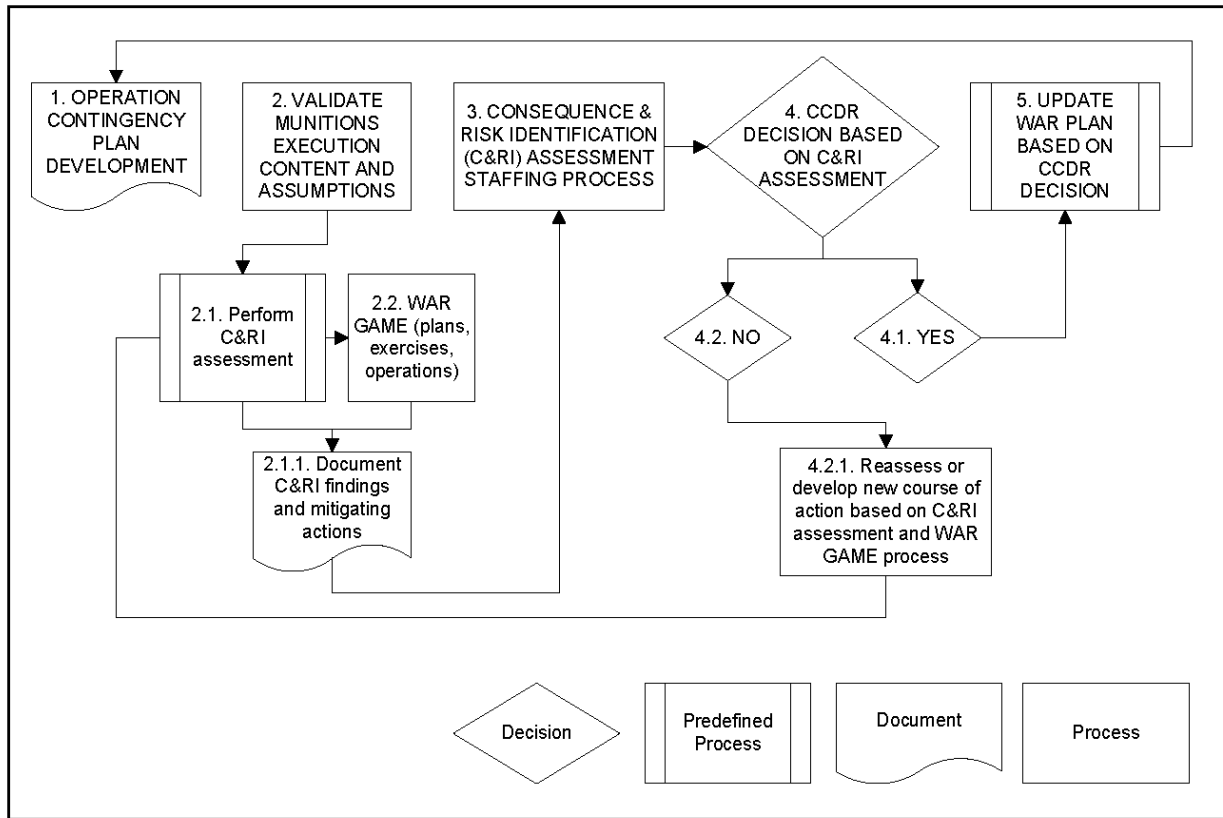 1. OPERATION
CONTINGENCY
PLAN
DEVELOPMENT
2. VALIDATE
MUNITIONS
EXECUTION
CONTENT AND
ASSUMPTIONS
3. CONSEQUENCE &
RISK IDENTIFICATION
(C&RI) ASSESSMENT
STAFFING PROCESS
4. CCDR
DECISION BASED
ON C&RI
ASSESSMENT
5. UPDATE
WAR PLAN
BASED ON
CCDR
DECISION
2.1. Perform
C&RI
assessment
2.2. WAR
GAME (plans,
exercises,
operations)
4.2. NO
4.1. YES
2.1.1. Document
C&RI findings
and mitigating
actions
4.2.1. Reassess or
develop new course of
action based on C&RI
assessment and WAR
GAME process
Decision
Predefined
Process
Document
Process